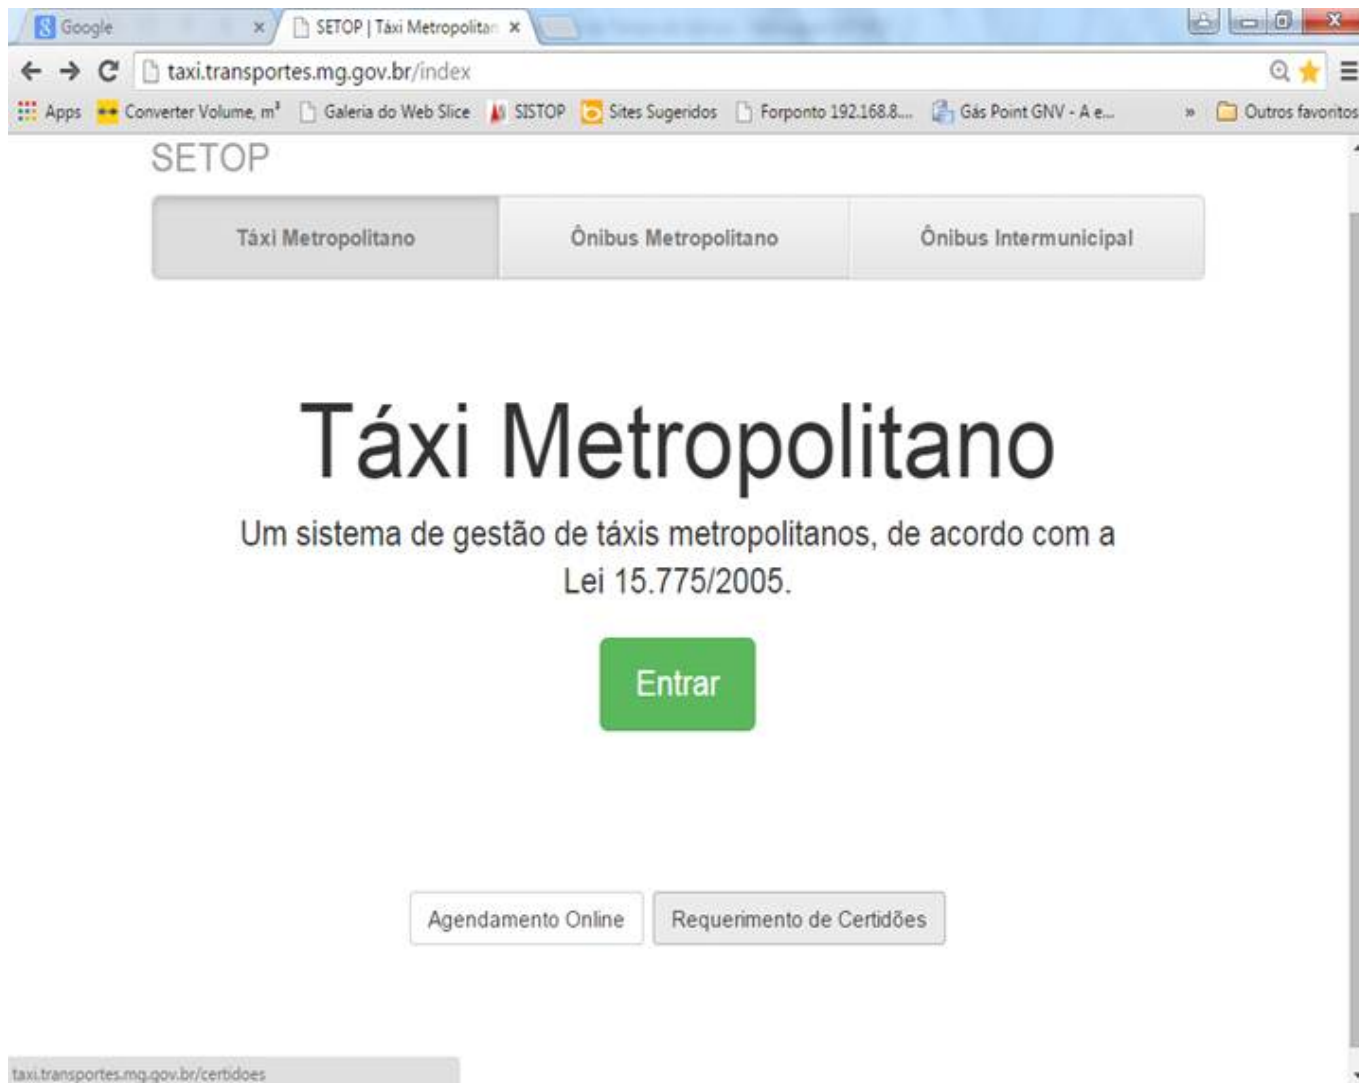 Google
SETOP | Táxi Metropolitan
taxi.transportes.mg.gov.br/index
Apps Converter Volume, m³ Galeria do Web Slice SISTOP Sites Sugeridos Forponto 192.168.8.... Gás Point GNV - A e... » Outros favoritos
SETOP
Táxi Metropolitano Ônibus Metropolitano Ônibus Intermunicipal
Táxi Metropolitano
Um sistema de gestão de táxis metropolitanos, de acordo com a
Lei 15.775/2005.
Entrar
Agendamento Online Requerimento de Certidões
taxi.transportes.mg.gov.br/certidoes